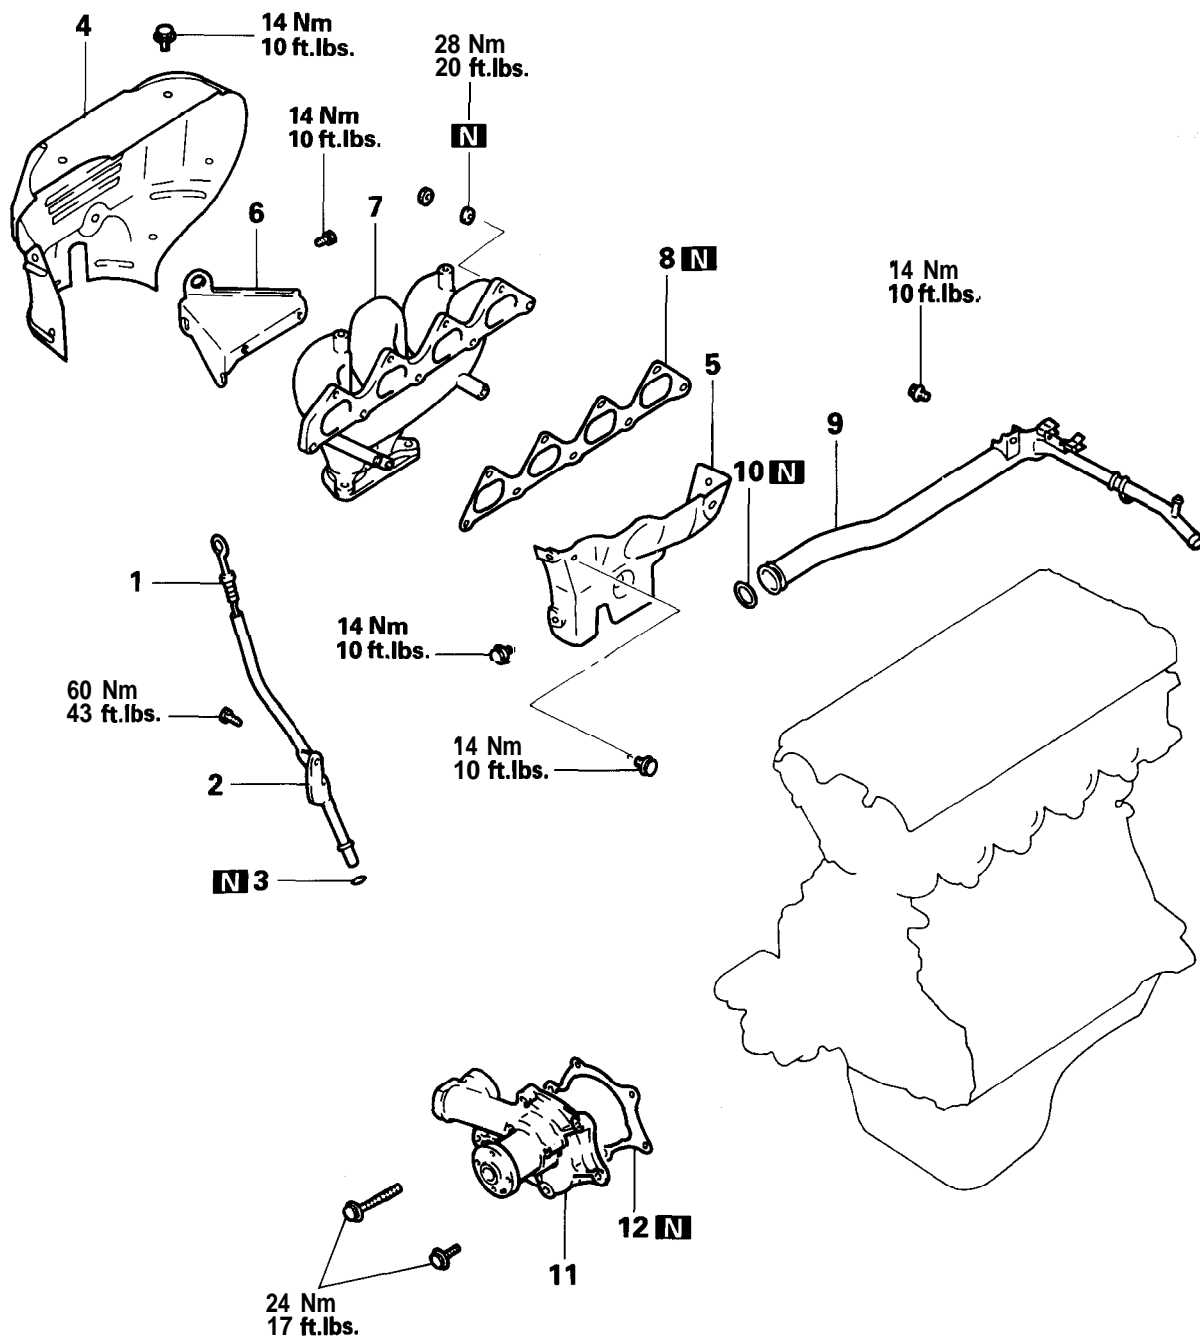 4
14 Nm
10 ft.lbs.
28 Nm
20 ft.lbs.
N
14 Nm
10 ft.lbs.
6
7
8 N
14 Nm
10 ft.lbs.
5
9
10 N
1
14 Nm
10 ft.lbs.
60 Nm
43 ft.lbs.
2
14 Nm
10 ft.lbs.
N 3
12 N
11
24 Nm
17 ft.lbs.